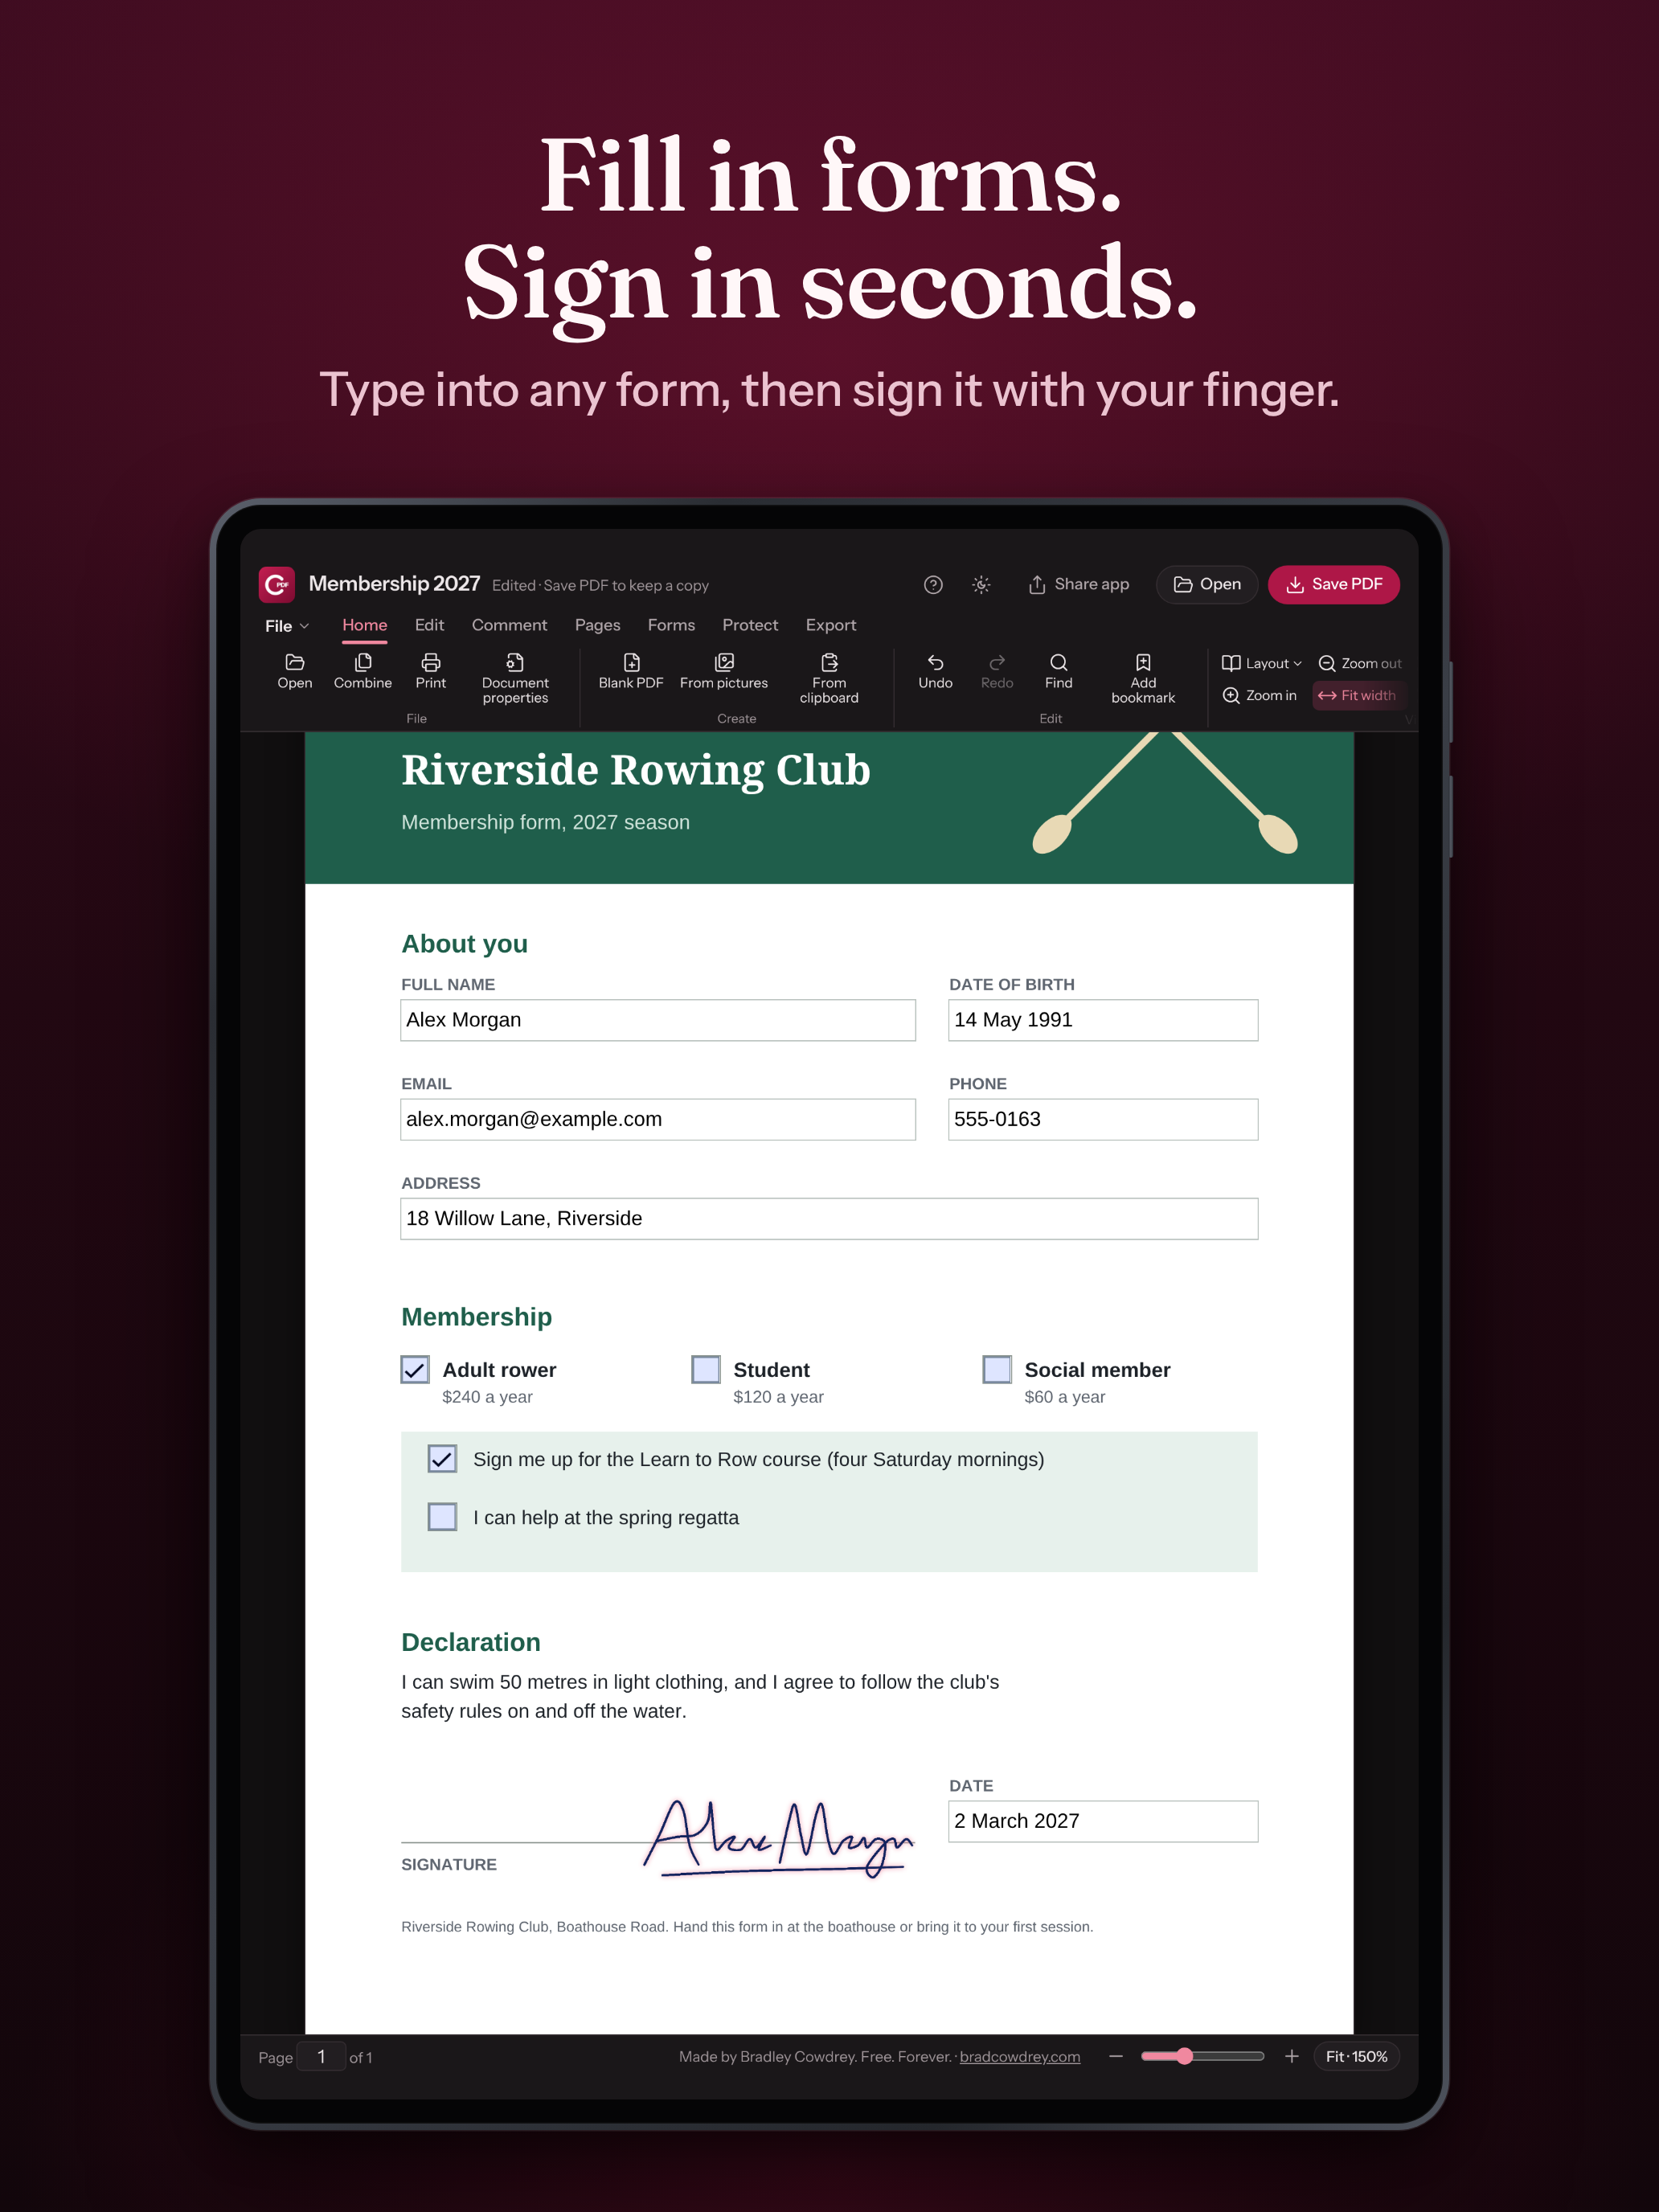 Fill in forms.
Sign in seconds.
Type into any form, then sign it with your finger.
PDF
Membership 2027 Edited · Save PDF to keep a copy
Share app
Open
Save PDF
File
Home
Edit
Comment
Pages
Forms
Protect
Export
Open
Combine
Print
Document
properties
File
Blank PDF
From pictures
From
clipboard
Create
Undo
Redo
Find
Add
bookmark
Edit
Layout
Zoom out
Zoom in
Fit width
Riverside Rowing Club
Membership form, 2027 season
About you
FULL NAME
Alex Morgan
DATE OF BIRTH
14 May 1991
EMAIL
alex.morgan@example.com
PHONE
555-0163
ADDRESS
18 Willow Lane, Riverside
Membership
Adult rower
$240 a year
Student
$120 a year
Social member
$60 a year
Sign me up for the Learn to Row course (four Saturday mornings)
I can help at the spring regatta
Declaration
I can swim 50 metres in light clothing, and I agree to follow the club's
safety rules on and off the water.
Alex Morgan
SIGNATURE
DATE
2 March 2027
Riverside Rowing Club, Boathouse Road. Hand this form in at the boathouse or bring it to your first session.
Page 1 of 1
Made by Bradley Cowdrey. Free. Forever. · bradcowdrey.com
Fit · 150%